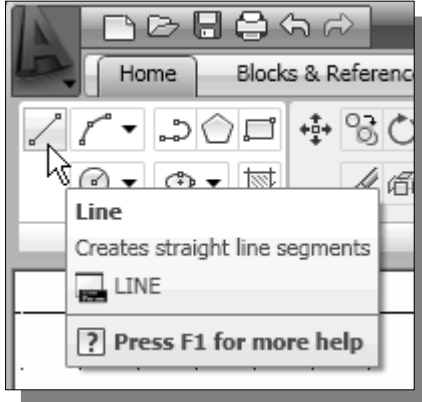 Home Blocks & Referenc
Line
Creates straight line segments
LINE
? Press F1 for more help